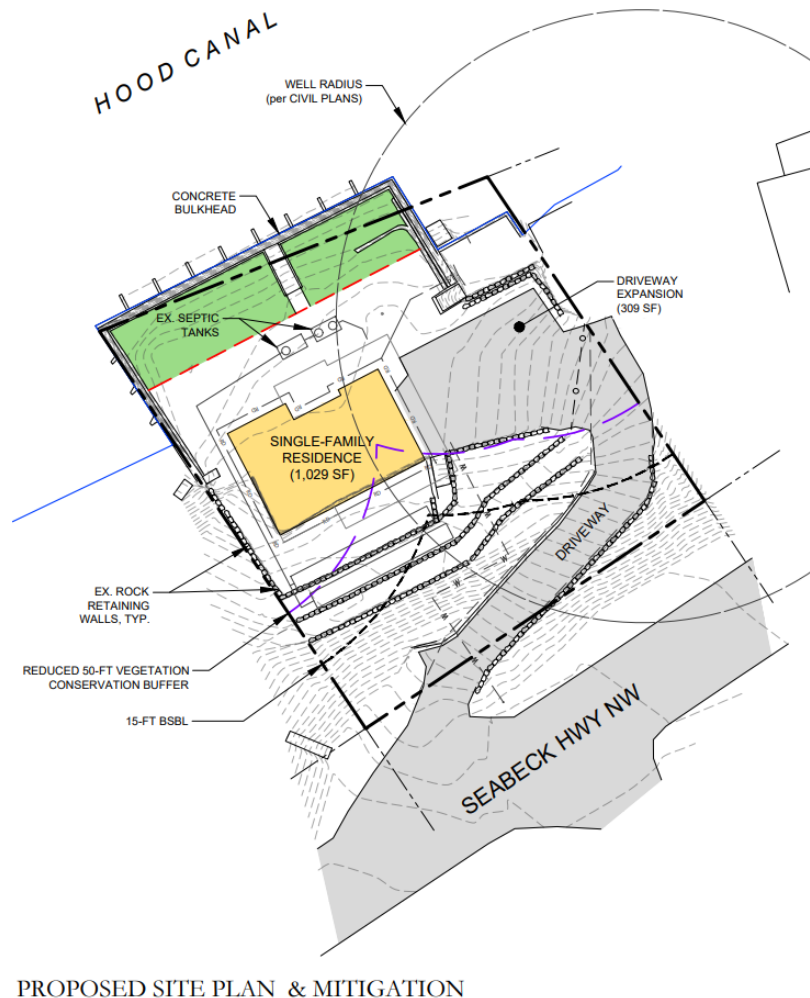 HOOD CANAL
WELL RADIUS
(per CIVIL PLANS)
CONCRETE
BULKHEAD
DRIVEWAY
EXPANSION
(309 SF)
EX. SEPTIC
TANKS
SINGLE-FAMILY
RESIDENCE
(1,029 SF)
DRIVEWAY
EX. ROCK
RETAINING
WALLS, TYP.
REDUCED 50-FT VEGETATION
CONSERVATION BUFFER
15-FT BSBL
SEABECK HWY NW
PROPOSED SITE PLAN & MITIGATION